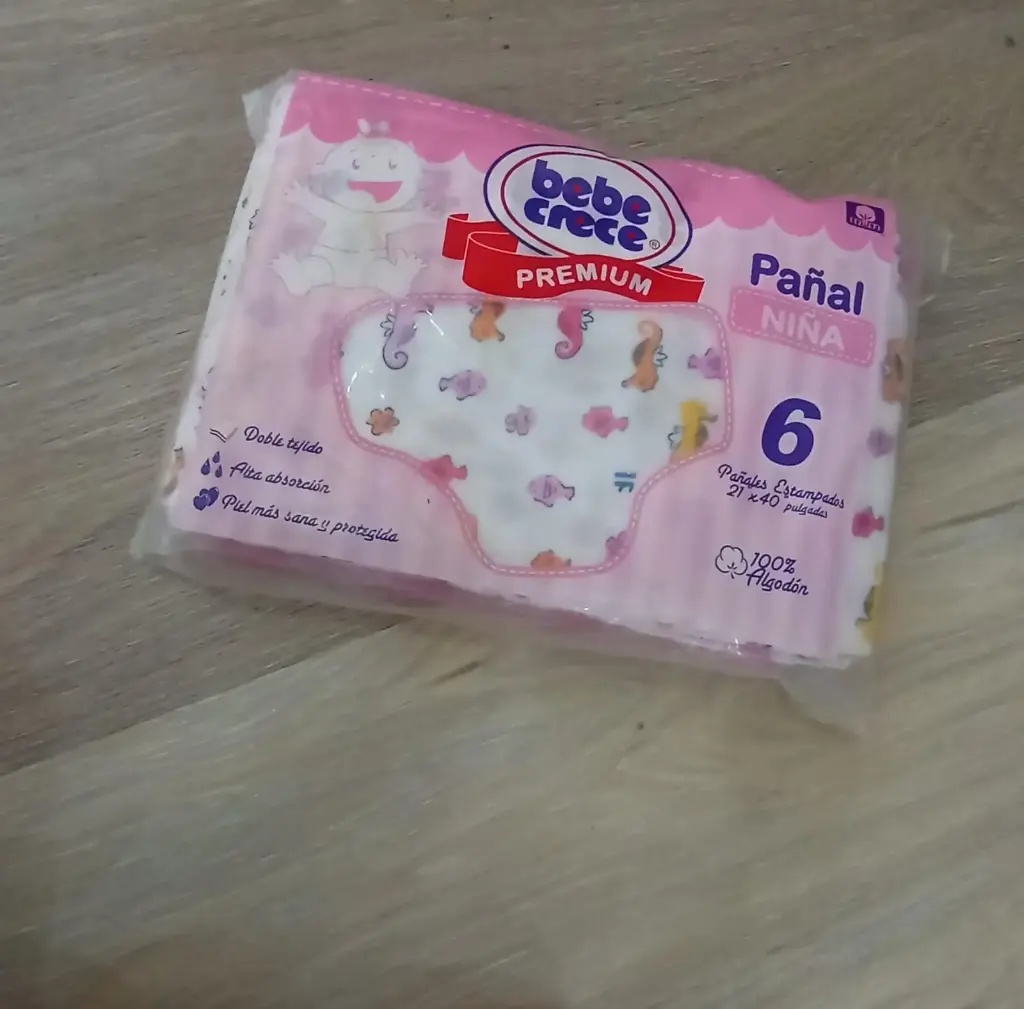 bebe
crece®
PREMIUM
Pañal
NIÑA
6
Pañales Estampados
21 x 40 pulgadas
Doble tejido
Alta absorción
Piel más sana y protegida
100%
Algodón